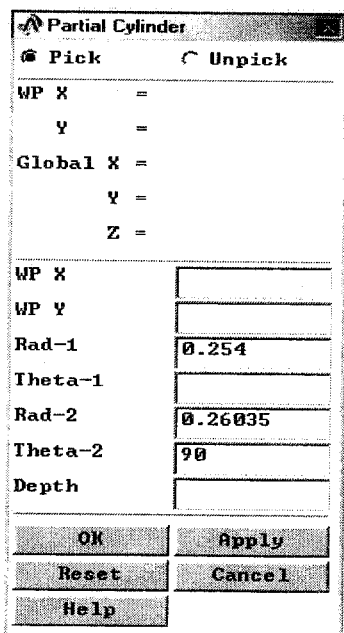 Partial Cylinder
Pick Unpick
WP X =
Y =
Global X =
Y =
Z =
WP X
WP Y
Rad-1 0.254
Theta-1
Rad-2 0.26035
Theta-2 90
Depth
OK Apply
Reset Cancel
Help